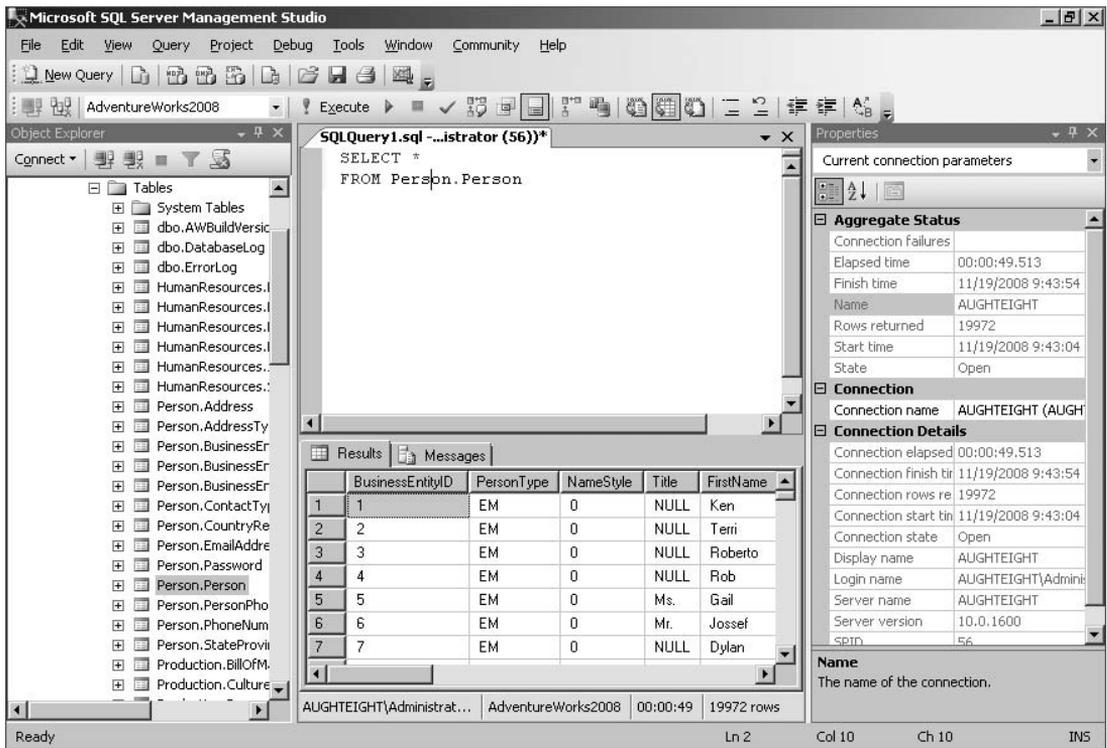 Microsoft SQL Server Management Studio
File Edit View Query Project Debug Tools Window Community Help
New Query
AdventureWorks2008 Execute
Object Explorer
Connect
Tables
System Tables
dbo.AWBuildVersic
dbo.DatabaseLog
dbo.ErrorLog
HumanResources.
HumanResources.
HumanResources.
HumanResources.
HumanResources.
HumanResources.
Person.Address
Person.AddressTy
Person.BusinessEr
Person.BusinessEr
Person.BusinessEr
Person.ContactTy
Person.CountryRe
Person.EmailAddre
Person.Password
Person.Person
Person.PersonPho
Person.PhoneNum
Person.StateProvi
Production.BillOfM
Production.Culture
SQLQuery1.sql -...istrator (56))*
SELECT *
FROM Person.Person
Results Messages
BusinessEntityID PersonType NameStyle Title FirstName
1 1 EM 0 NULL Ken
2 2 EM 0 NULL Terri
3 3 EM 0 NULL Roberto
4 4 EM 0 NULL Rob
5 5 EM 0 Ms. Gail
6 6 EM 0 Mr. Jossef
7 7 EM 0 NULL Dylan
AUGHTEIGHT\Administrat... AdventureWorks2008 00:00:49 19972 rows
Properties
Current connection parameters
Aggregate Status
Connection failures
Elapsed time 00:00:49.513
Finish time 11/19/2008 9:43:54
Name AUGHTEIGHT
Rows returned 19972
Start time 11/19/2008 9:43:04
State Open
Connection
Connection name AUGHTEIGHT (AUGH
Connection Details
Connection elapsed 00:00:49.513
Connection finish tir 11/19/2008 9:43:54
Connection rows re 19972
Connection start tin 11/19/2008 9:43:04
Connection state Open
Display name AUGHTEIGHT
Login name AUGHTEIGHT\Adminis
Server name AUGHTEIGHT
Server version 10.0.1600
SPID 56
Name
The name of the connection.
Ready Ln 2 Col 10 Ch 10 INS